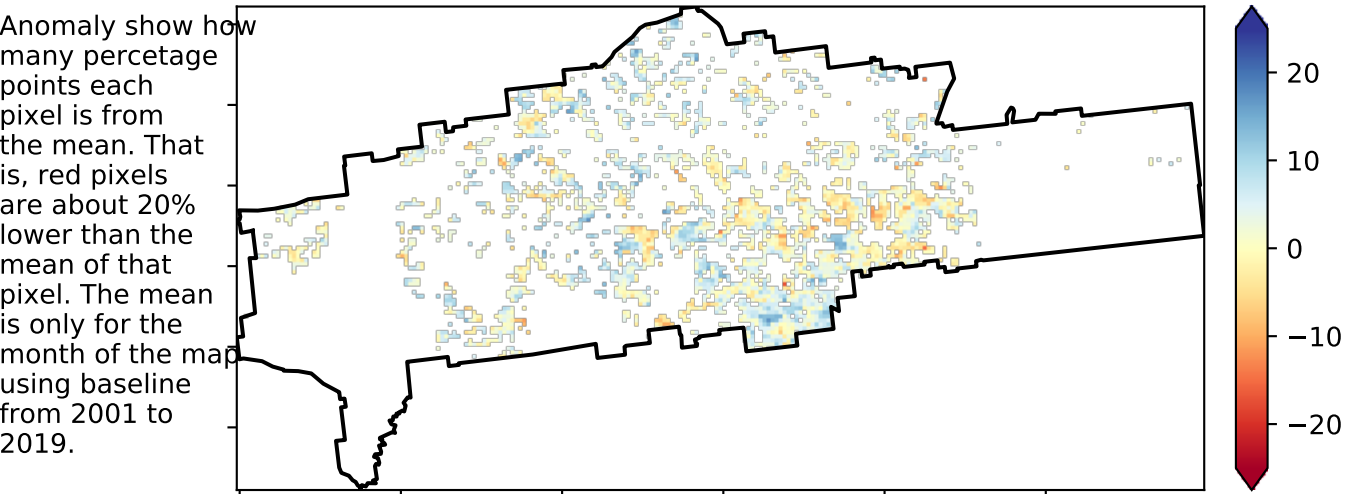 Anomaly show how
many percetage
points each
pixel is from
the mean. That
is, red pixels
are about 20%
lower than the
mean of that
pixel. The mean
is only for the
month of the map
using baseline
from 2001 to
2019.
20
10
0
−10
−20